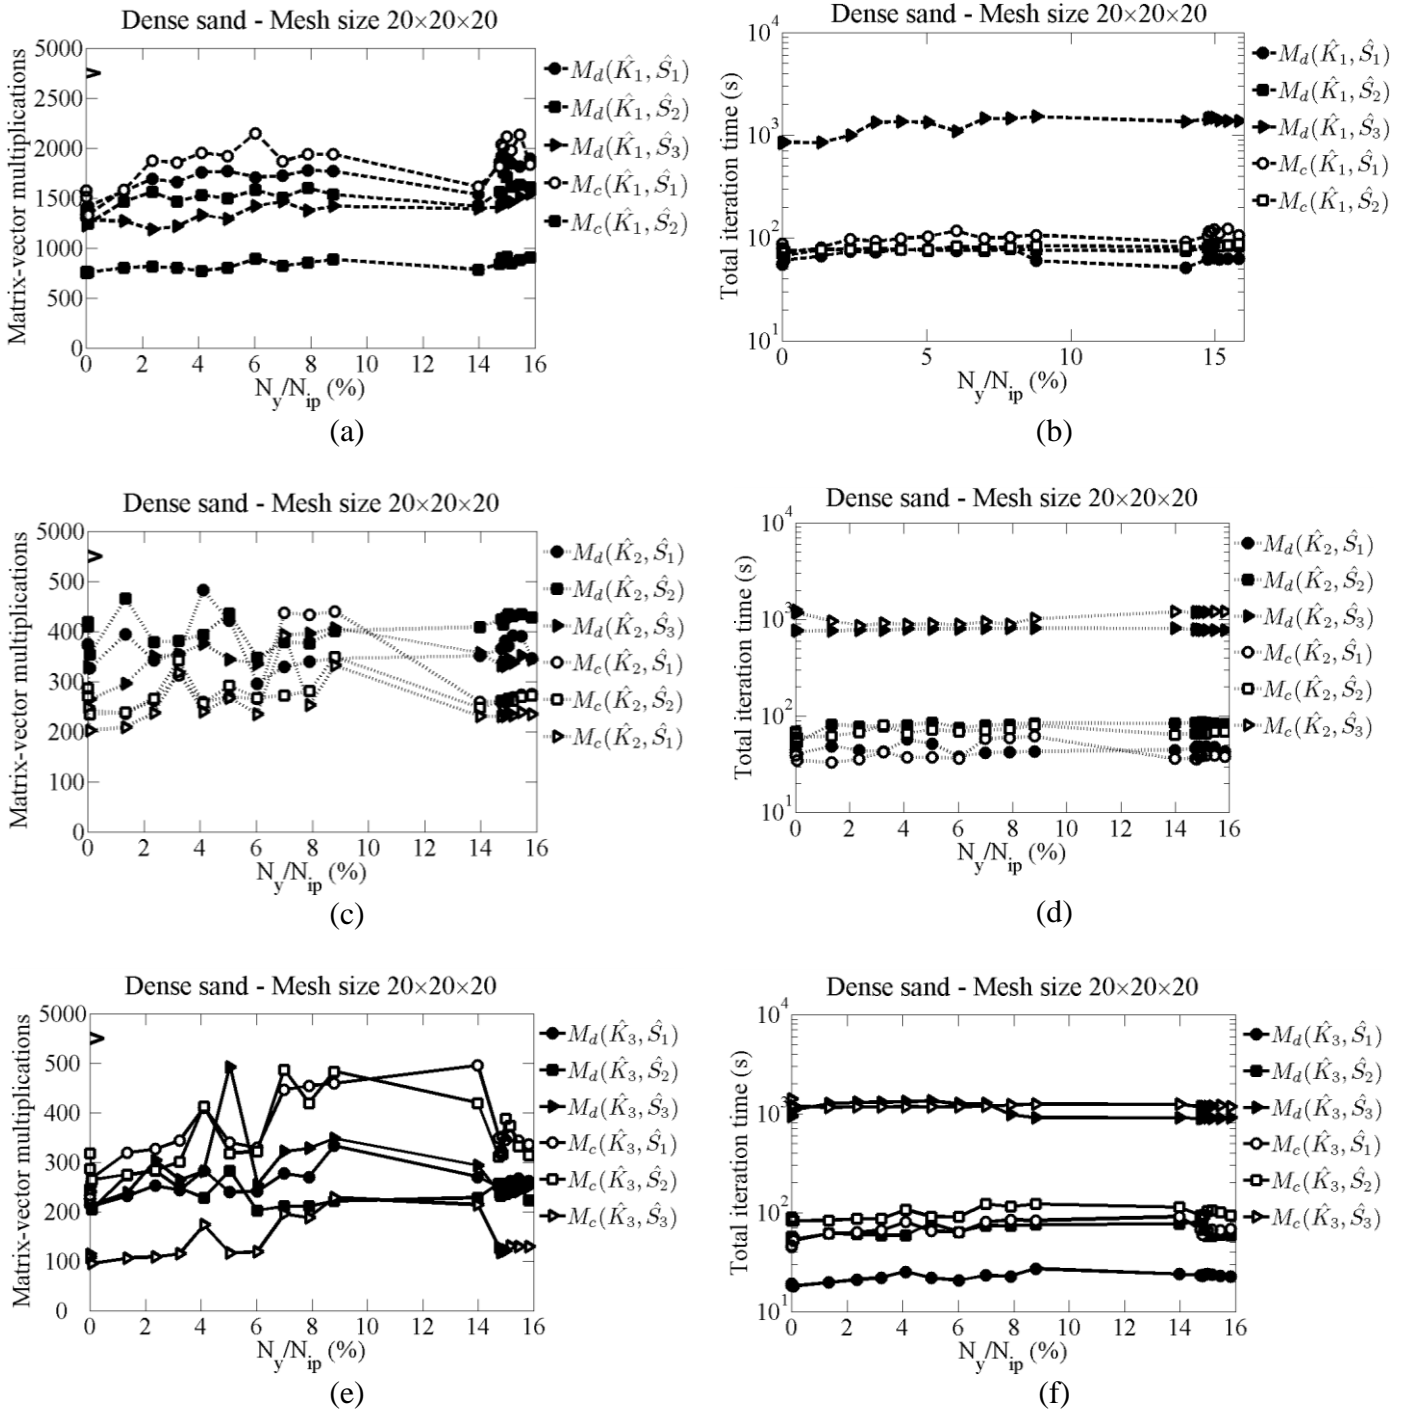 Dense sand - Mesh size 20×20×20
Matrix-vector multiplications
5000
2500
2000
1500
1000
500
0
0 2 4 6 8 10 12 14 16
N_y/N_ip (%)
M_d(K̂_1, Ŝ_1)
M_d(K̂_1, Ŝ_2)
M_d(K̂_1, Ŝ_3)
M_c(K̂_1, Ŝ_1)
M_c(K̂_1, Ŝ_2)
(a)
Dense sand - Mesh size 20×20×20
Total iteration time (s)
10^4
10^3
10^2
10^1
0 5 10 15
N_y/N_ip (%)
M_d(K̂_1, Ŝ_1)
M_d(K̂_1, Ŝ_2)
M_d(K̂_1, Ŝ_3)
M_c(K̂_1, Ŝ_1)
M_c(K̂_1, Ŝ_2)
(b)
Dense sand - Mesh size 20×20×20
Matrix-vector multiplications
5000
500
400
300
200
100
0
0 2 4 6 8 10 12 14 16
N_y/N_ip (%)
M_d(K̂_2, Ŝ_1)
M_d(K̂_2, Ŝ_2)
M_d(K̂_2, Ŝ_3)
M_c(K̂_2, Ŝ_1)
M_c(K̂_2, Ŝ_2)
M_c(K̂_2, Ŝ_1)
(c)
Dense sand - Mesh size 20×20×20
Total iteration time (s)
10^4
10^3
10^2
10^1
0 2 4 6 8 10 12 14 16
N_y/N_ip (%)
M_d(K̂_2, Ŝ_1)
M_d(K̂_2, Ŝ_2)
M_d(K̂_2, Ŝ_3)
M_c(K̂_2, Ŝ_1)
M_c(K̂_2, Ŝ_2)
M_c(K̂_2, Ŝ_3)
(d)
Dense sand - Mesh size 20×20×20
Matrix-vector multiplications
5000
500
400
300
200
100
0
0 2 4 6 8 10 12 14 16
N_y/N_ip (%)
M_d(K̂_3, Ŝ_1)
M_d(K̂_3, Ŝ_2)
M_d(K̂_3, Ŝ_3)
M_c(K̂_3, Ŝ_1)
M_c(K̂_3, Ŝ_2)
M_c(K̂_3, Ŝ_3)
(e)
Dense sand - Mesh size 20×20×20
Total iteration time (s)
10^4
10^3
10^2
10^1
0 2 4 6 8 10 12 14 16
N_y/N_ip (%)
M_d(K̂_3, Ŝ_1)
M_d(K̂_3, Ŝ_2)
M_d(K̂_3, Ŝ_3)
M_c(K̂_3, Ŝ_1)
M_c(K̂_3, Ŝ_2)
M_c(K̂_3, Ŝ_3)
(f)